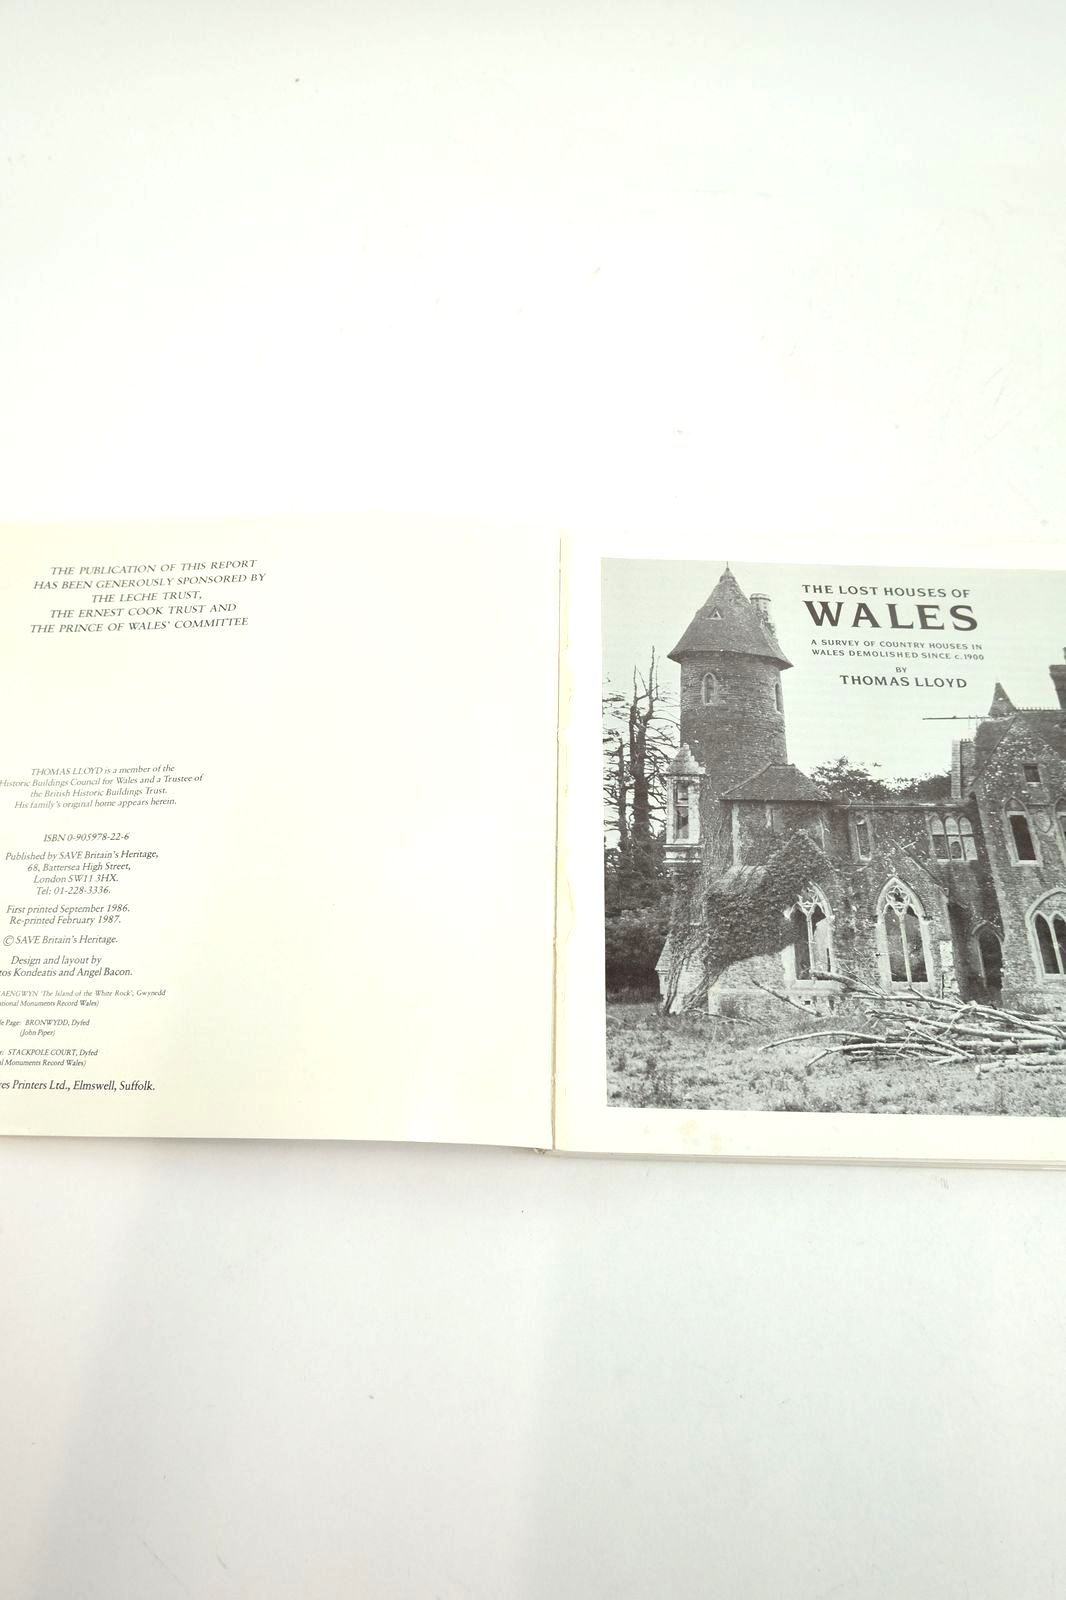 THE PUBLICATION OF THIS REPORT
HAS BEEN GENEROUSLY SPONSORED BY
THE LECHE TRUST,
THE ERNEST COOK TRUST AND
THE PRINCE OF WALES' COMMITTEE
THOMAS LLOYD is a member of the
Historic Buildings Council for Wales and a Trustee of
the British Historic Buildings Trust.
His family's original home appears herein.
ISBN 0-905978-22-6
Published by SAVE Britain's Heritage,
68, Battersea High Street,
London SW11 3HX.
Tel: 01-228-3336.
First printed September 1986.
Re-printed February 1987.
© SAVE Britain's Heritage.
Design and layout by
Kondeatis and Angel Bacon.
'The Island of the White Rock', Gwynedd
Monuments Record Wales)
Page: BRONWYDD, Dyfed
(John Piper)
STACKPOLE COURT, Dyfed
Monuments Record Wales)
Printers Ltd., Elmswell, Suffolk.
THE LOST HOUSES OF
WALES
A SURVEY OF COUNTRY HOUSES IN
WALES DEMOLISHED SINCE c.1900
BY
THOMAS LLOYD